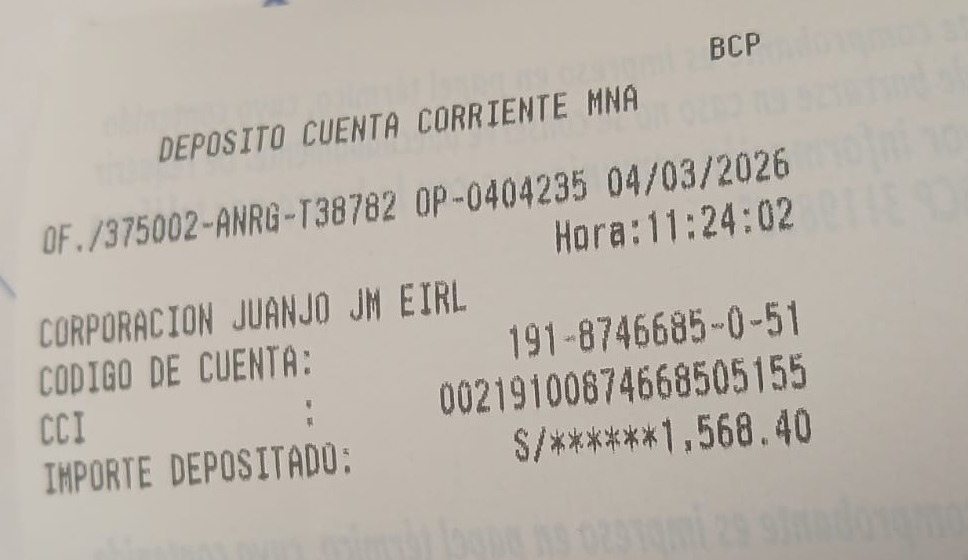 BCP
DEPOSITO CUENTA CORRIENTE MNA
OF./375002-ANRG-T38782 OP-0404235 04/03/2026
Hora:11:24:02
CORPORACION JUANJO JM EIRL
CODIGO DE CUENTA: 191-8746685-0-51
CCI : 00219100874668505155
IMPORTE DEPOSITADO: S/******1,568.40